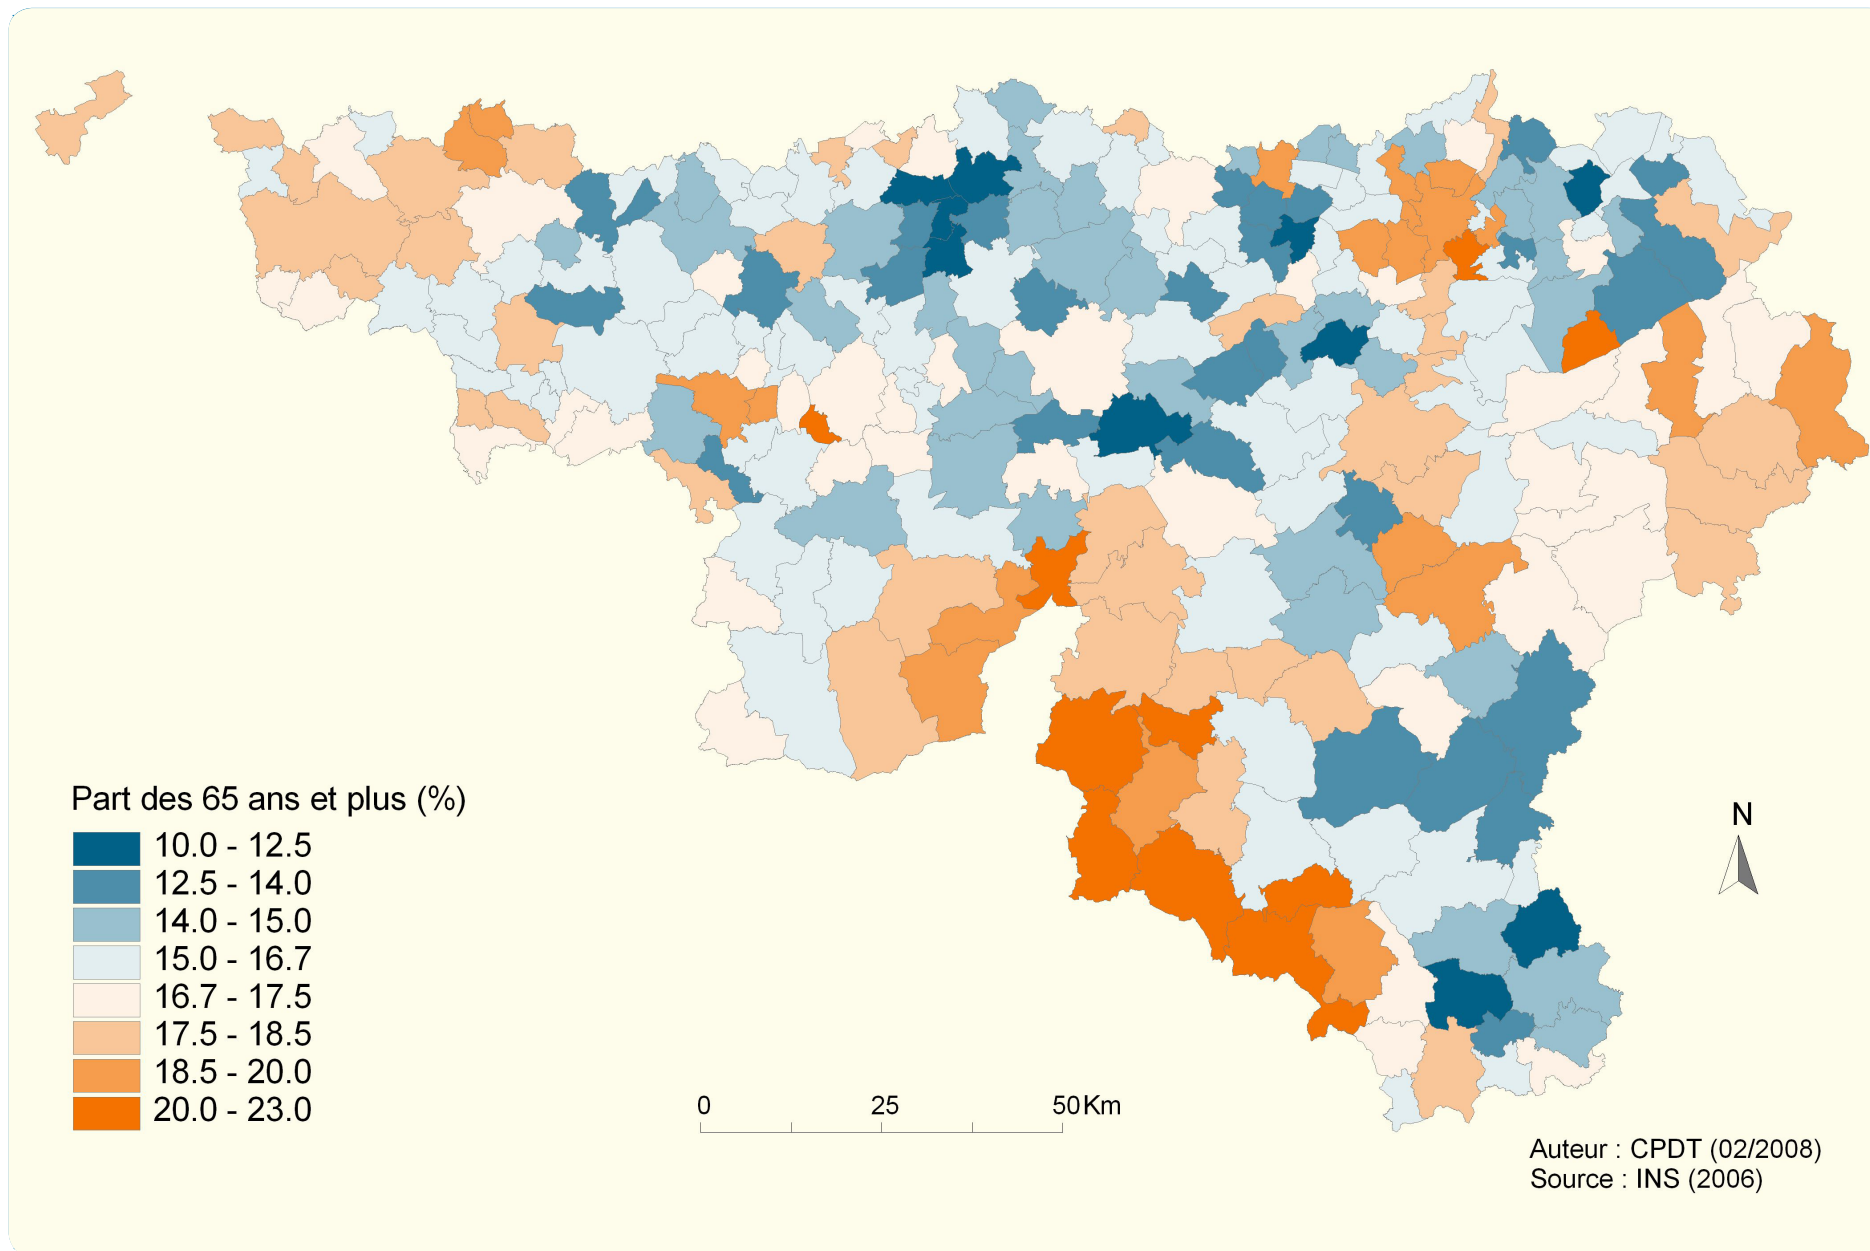 Part des 65 ans et plus (%)
10.0 - 12.5
12.5 - 14.0
14.0 - 15.0
15.0 - 16.7
16.7 - 17.5
17.5 - 18.5
18.5 - 20.0
20.0 - 23.0
N
0 25 50Km
Auteur : CPDT (02/2008)
Source : INS (2006)